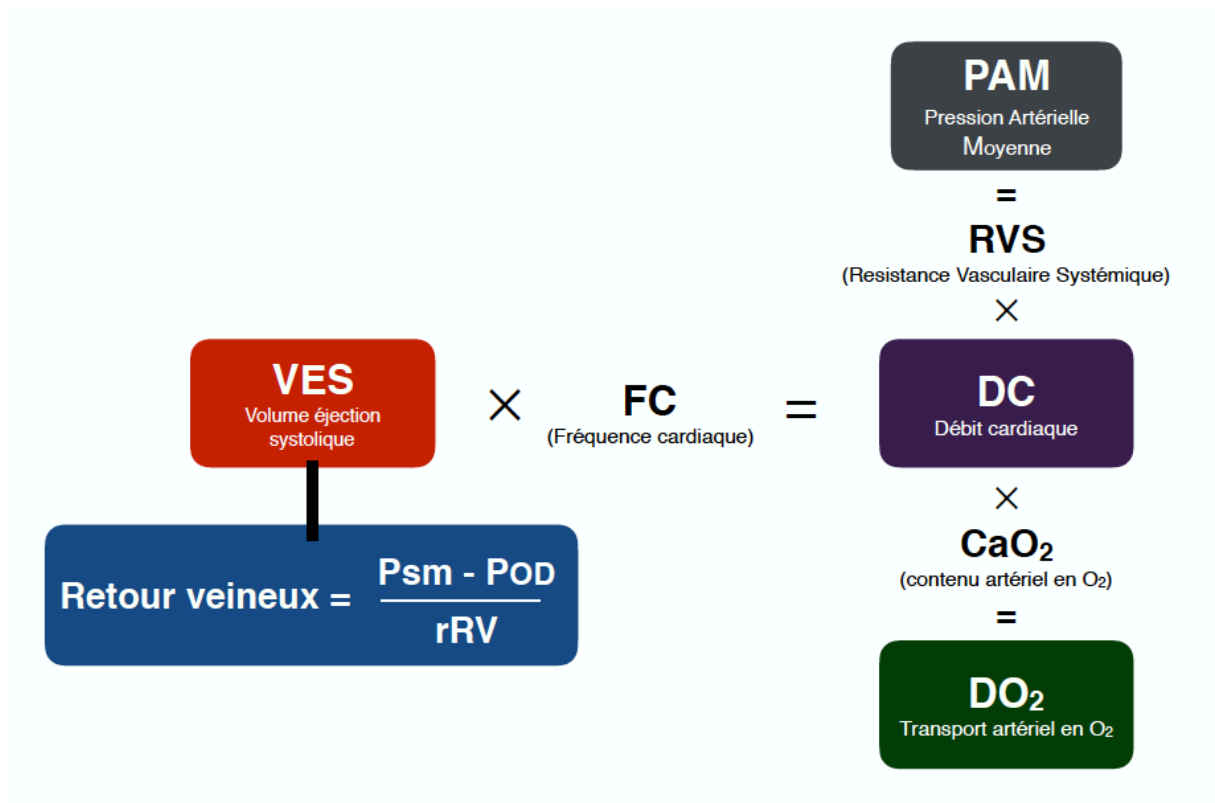 PAM
Pression Artérielle
Moyenne
=
RVS
(Resistance Vasculaire Systémique)
×
VES
Volume éjection
systolique
×
FC
(Fréquence cardiaque)
=
DC
Débit cardiaque
×
CaO₂
(contenu artériel en O₂)
=
DO₂
Transport artériel en O₂
Retour veineux =
Psm - POD
rRV